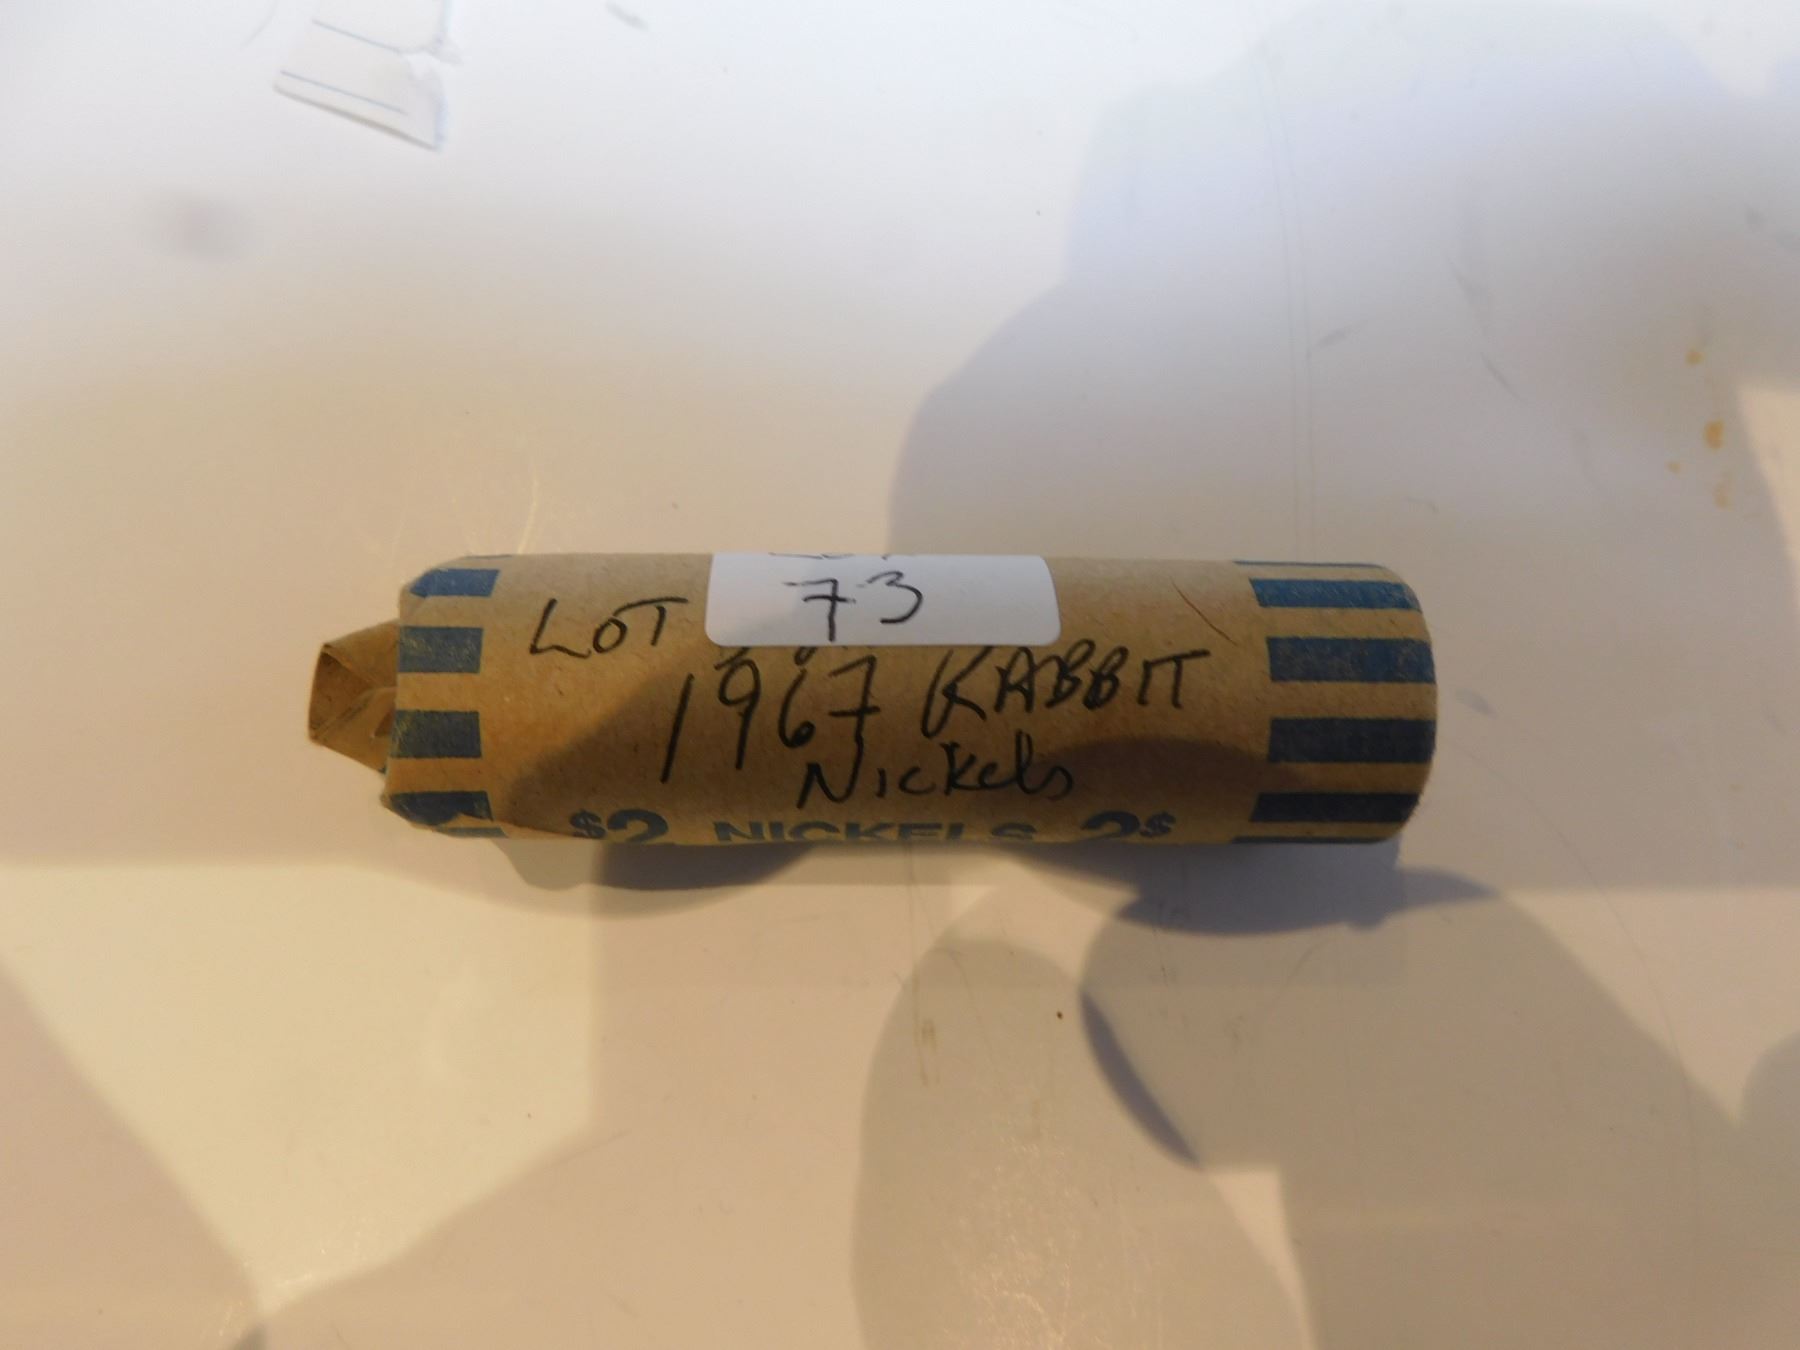 73
LOT
1967 RABBIT
Nickels
$2 NICKELS 2$